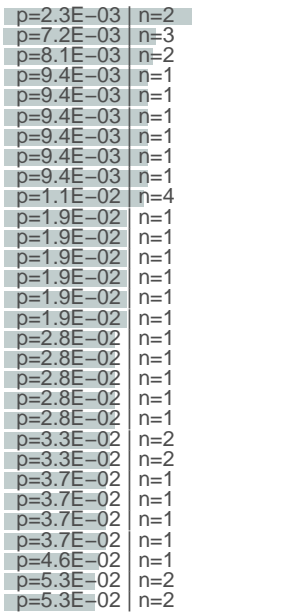 p=2.3E−03 | n=2
p=7.2E−03 | n=3
p=8.1E−03 | n=2
p=9.4E−03 | n=1
p=9.4E−03 | n=1
p=9.4E−03 | n=1
p=9.4E−03 | n=1
p=9.4E−03 | n=1
p=9.4E−03 | n=1
p=1.1E−02 | n=4
p=1.9E−02 | n=1
p=1.9E−02 | n=1
p=1.9E−02 | n=1
p=1.9E−02 | n=1
p=1.9E−02 | n=1
p=1.9E−02 | n=1
p=2.8E−02 | n=1
p=2.8E−02 | n=1
p=2.8E−02 | n=1
p=2.8E−02 | n=1
p=2.8E−02 | n=1
p=3.3E−02 | n=2
p=3.3E−02 | n=2
p=3.7E−02 | n=1
p=3.7E−02 | n=1
p=3.7E−02 | n=1
p=3.7E−02 | n=1
p=4.6E−02 | n=1
p=5.3E−02 | n=2
p=5.3E−02 | n=2